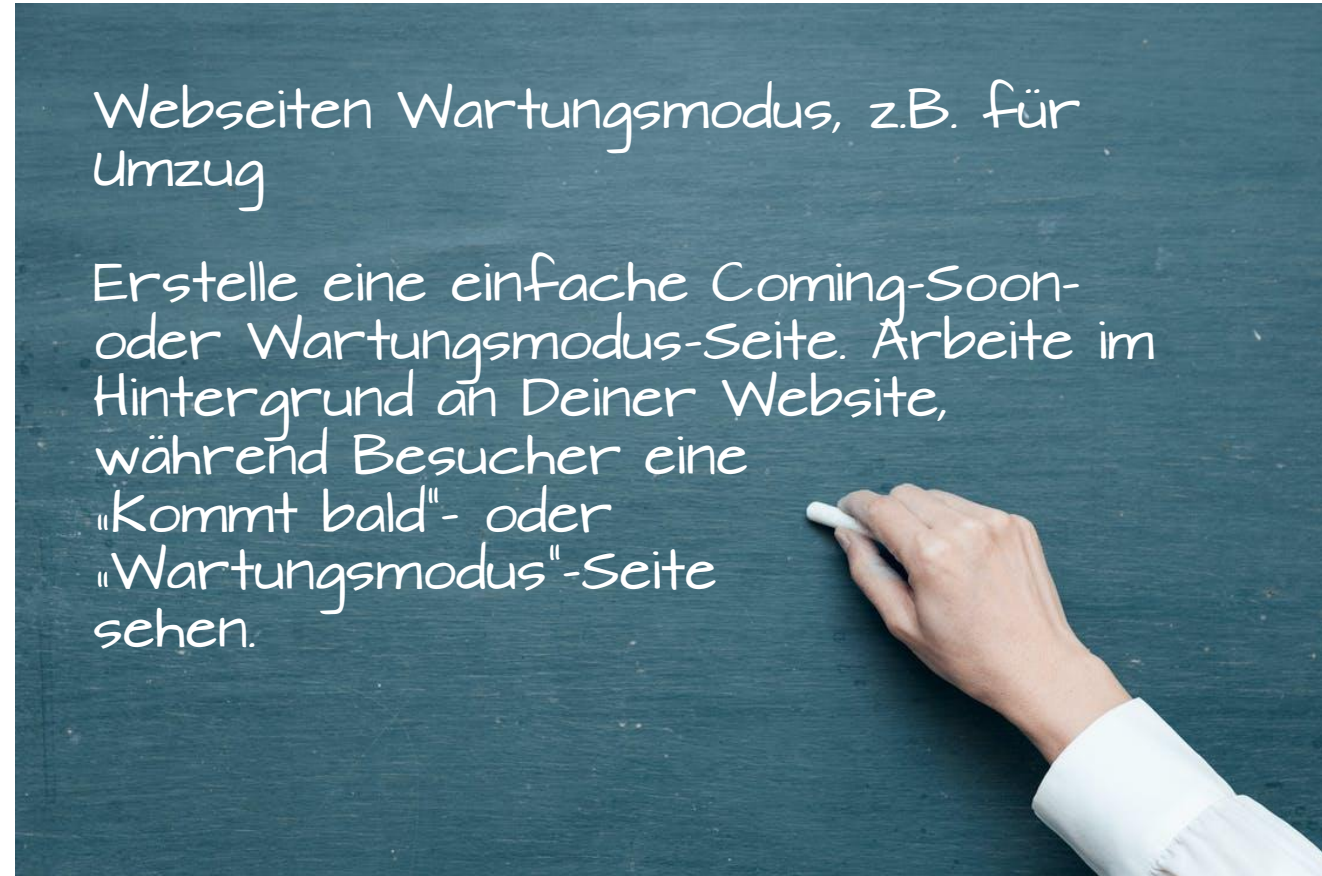 Webseiten Wartungsmodus, z.B. für
Umzug
Erstelle eine einfache Coming-Soon-
oder Wartungsmodus-Seite. Arbeite im
Hintergrund an Deiner Website,
während Besucher eine
„Kommt bald"- oder
„Wartungsmodus"-Seite
sehen.